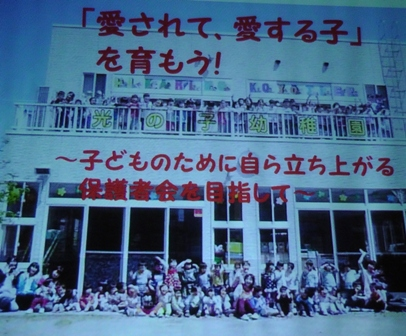 「愛されて、愛する子」
を育もう!
光の子幼稚園
～子どものために自ら立ち上がる
保護者会を目指して～